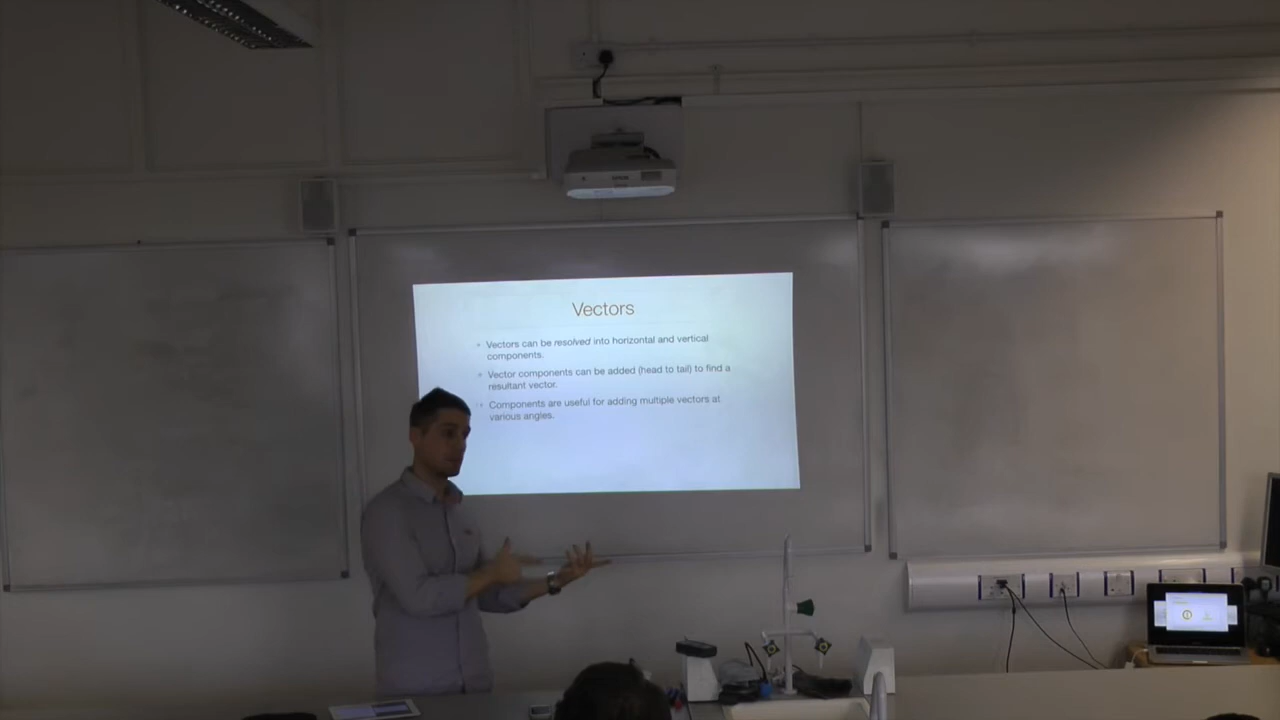 Vectors
Vectors can be resolved into horizontal and vertical
components.
Vector components can be added (head to tail) to find a
resultant vector.
Components are useful for adding multiple vectors at
various angles.